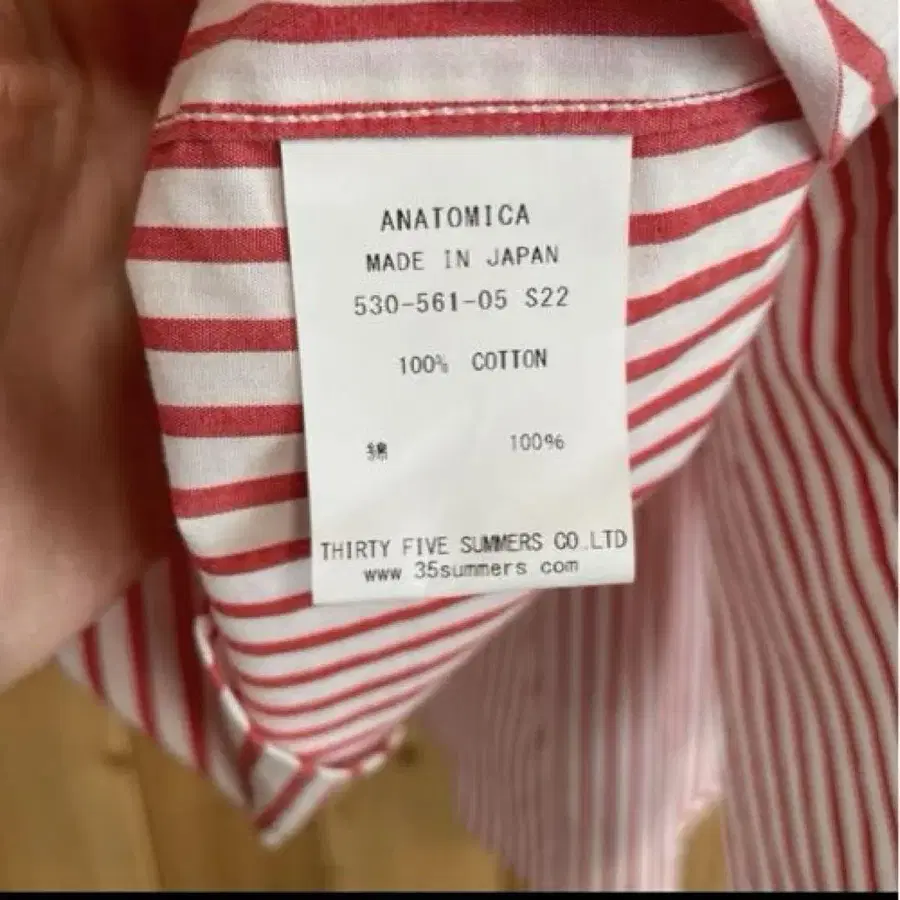 ANATOMICA
MADE IN JAPAN
530-561-05 S22
100% COTTON
綿 100%
THIRTY FIVE SUMMERS CO.LTD
www 35summers com